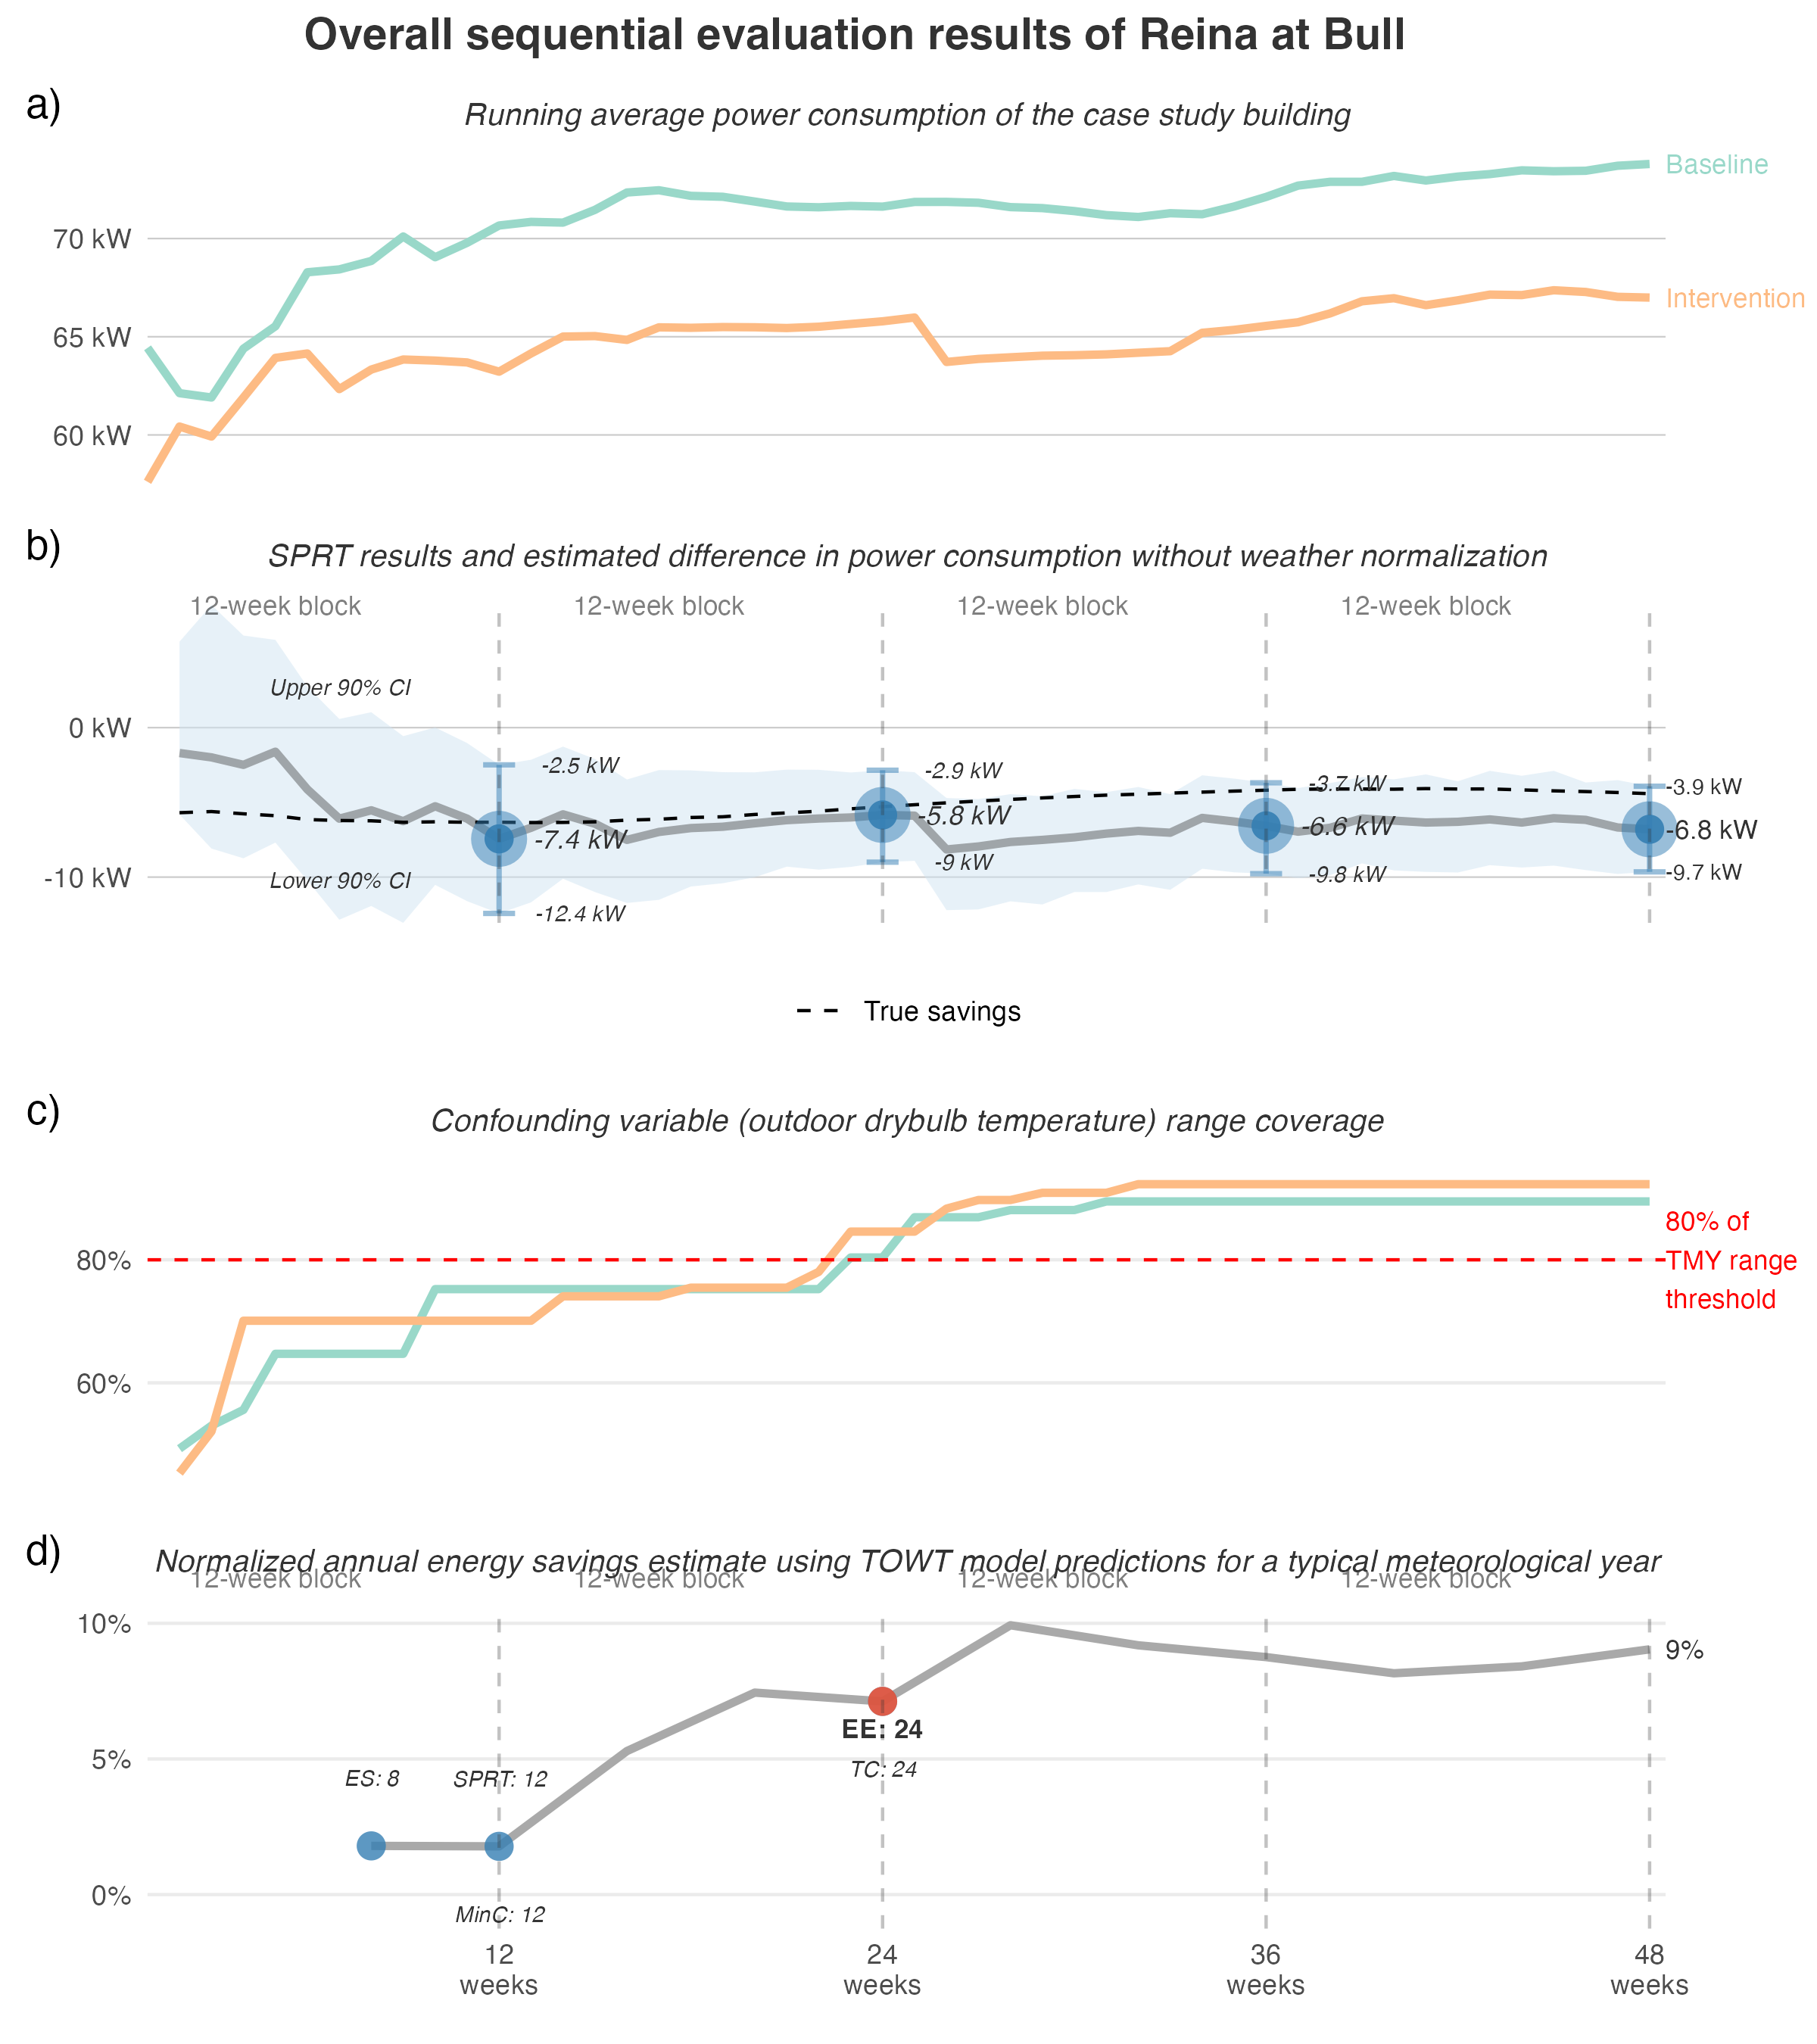 Overall sequential evaluation results of Reina at Bull
a)
Running average power consumption of the case study building
Baseline
70 kW
Intervention
65 kW
60 kW
b)
SPRT results and estimated difference in power consumption without weather normalization
12-week block 12-week block 12-week block 12-week block
Upper 90% CI
0 kW
-2.5 kW -2.9 kW -3.7 kW -3.9 kW
-7.4 kW -5.8 kW -6.6 kW -6.8 kW
-10 kW
Lower 90% CI
-12.4 kW -9 kW -9.8 kW -9.7 kW
True savings
c)
Confounding variable (outdoor drybulb temperature) range coverage
80%
80% of
TMY range
threshold
60%
d)
Normalized annual energy savings estimate using TOWT model predictions for a typical meteorological year
12-week block 12-week block 12-week block 12-week block
10%
9%
EE: 24
5%
TC: 24
ES: 8 SPRT: 12
0%
MinC: 12
12 24 36 48
weeks weeks weeks weeks